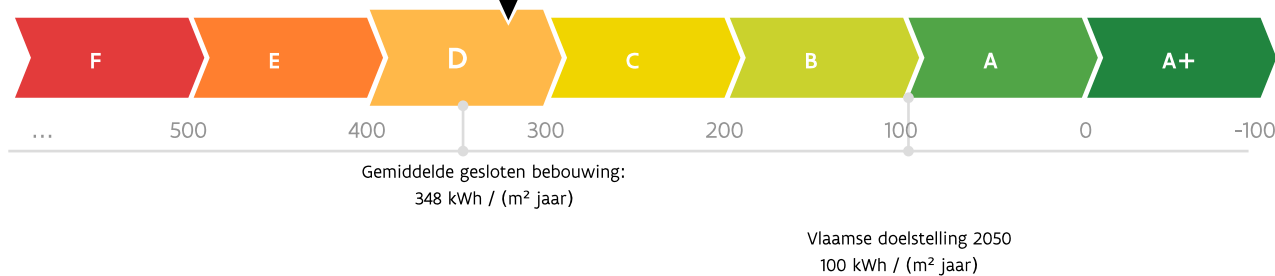 F E D C B A A+
... 500 400 300 200 100 0 -100
Gemiddelde gesloten bebouwing:
348 kWh / (m² jaar)
Vlaamse doelstelling 2050
100 kWh / (m² jaar)